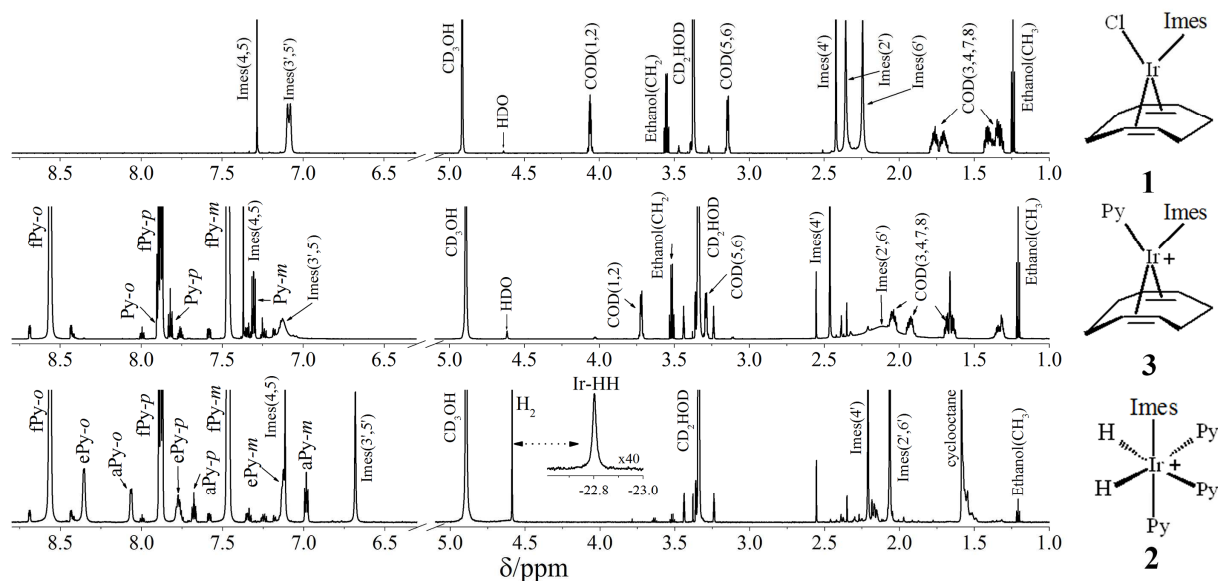 Imes(4,5)
Imes(3',5')
CD3OH
HDO
COD(1,2)
Ethanol(CH2)
CD2HOD
COD(5,6)
Imes(4')
Imes(2')
Imes(6')
COD(3,4,7,8)
Ethanol(CH3)
Cl
Imes
Ir
1
fPy-o
Py-o
fPy-p
Py-p
fPy-m
Imes(4,5)
Py-m
Imes(3',5')
CD3OH
HDO
COD(1,2)
Ethanol(CH2)
CD2HOD
COD(5,6)
Imes(4')
Imes(2',6')
COD(3,4,7,8)
Ethanol(CH3)
Py
Imes
Ir+
3
fPy-o
ePy-o
aPy-o
fPy-p
ePy-p
aPy-p
fPy-m
ePy-m
Imes(4,5)
aPy-m
Imes(3',5')
CD3OH
H2
Ir-HH
x40
-22.8 -23.0
CD2HOD
Imes(4')
Imes(2',6')
cyclooctane
Ethanol(CH3)
Imes
H Py
Ir+
H Py
Py
2
8.5 8.0 7.5 7.0 6.5 5.0 4.5 4.0 3.5 3.0 2.5 2.0 1.5 1.0
δ/ppm